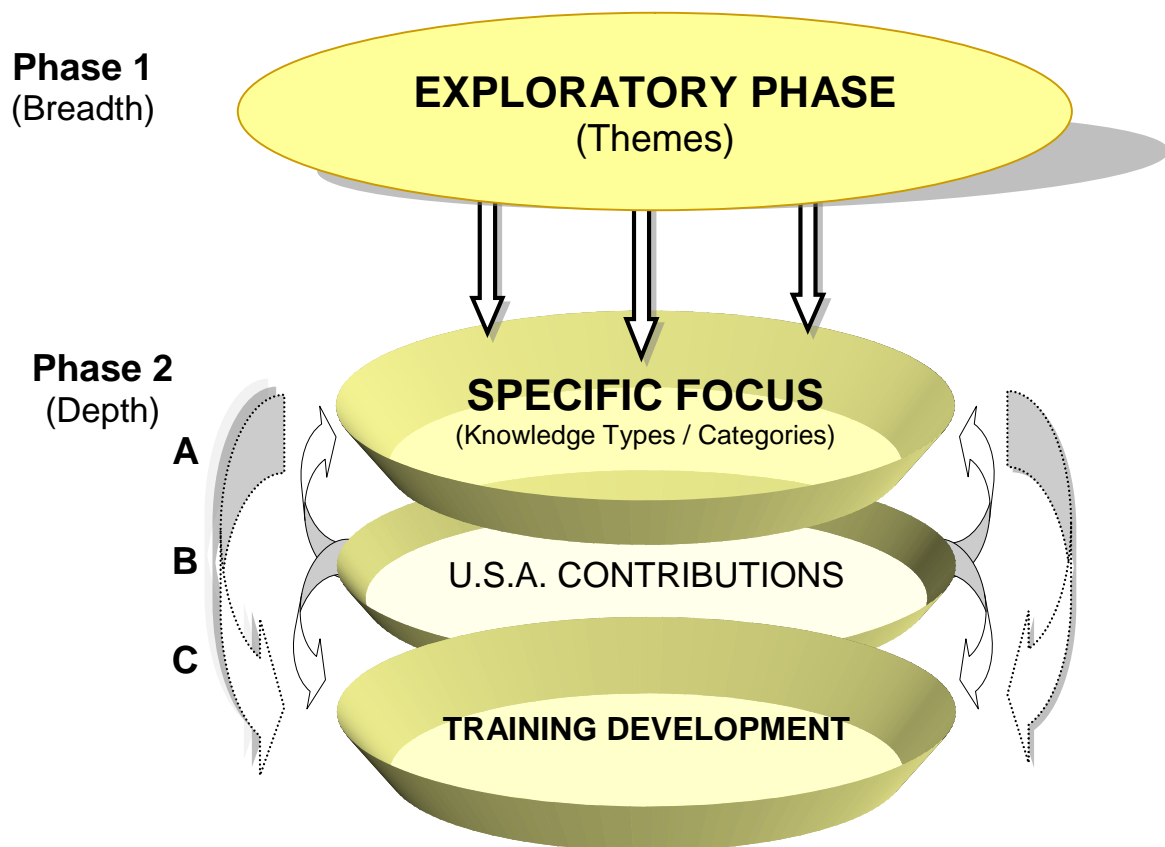 Phase 1
(Breadth)
EXPLORATORY PHASE
(Themes)
Phase 2
(Depth)
SPECIFIC FOCUS
(Knowledge Types / Categories)
A
B
U.S.A. CONTRIBUTIONS
C
TRAINING DEVELOPMENT